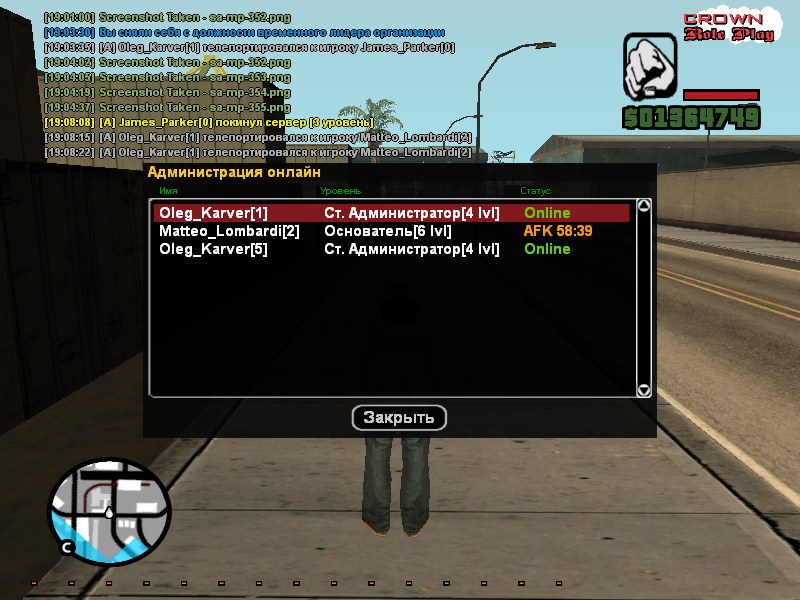 [19:01:00] Screenshot Taken - sa-mp-352.png
CROWN
[19:03:30] Вы сняли себя с должности временного лидера организации
Role Play
[19:03:35] [A] Oleg_Karver[1] телепортировался к игроку James_Parker[0]
[19:04:02] Screenshot Taken - sa-mp-352.png
[19:04:05] Screenshot Taken - sa-mp-353.png
[19:04:19] Screenshot Taken - sa-mp-354.png
[19:04:37] Screenshot Taken - sa-mp-355.png
$01364749
[19:08:08] [A] James_Parker[0] покинул сервер [3 уровень]
[19:08:15] [A] Oleg_Karver[1] телепортировался к игроку Matteo_Lombardi[2]
[19:08:22] [A] Oleg_Karver[1] телепортировался к игроку Matteo_Lombardi[2]
Администрация онлайн
Имя Уровень Статус
Oleg_Karver[1] Ст. Администратор[4 lvl] Online
Matteo_Lombardi[2] Основатель[6 lvl] AFK 58:39
Oleg_Karver[5] Ст. Администратор[4 lvl] Online
Закрыть
C